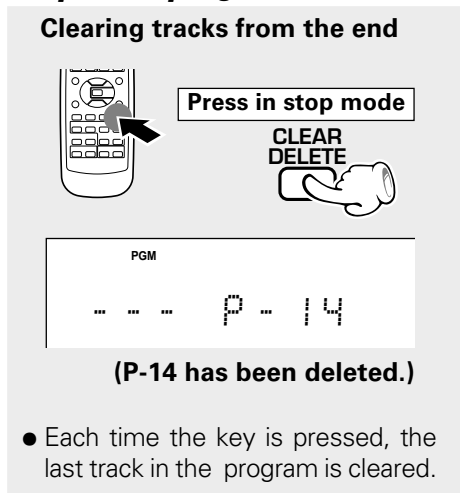 Clearing tracks from the end
Press in stop mode
CLEAR
DELETE
PGM
--- P-14
(P-14 has been deleted.)
● Each time the key is pressed, the
last track in the program is cleared.